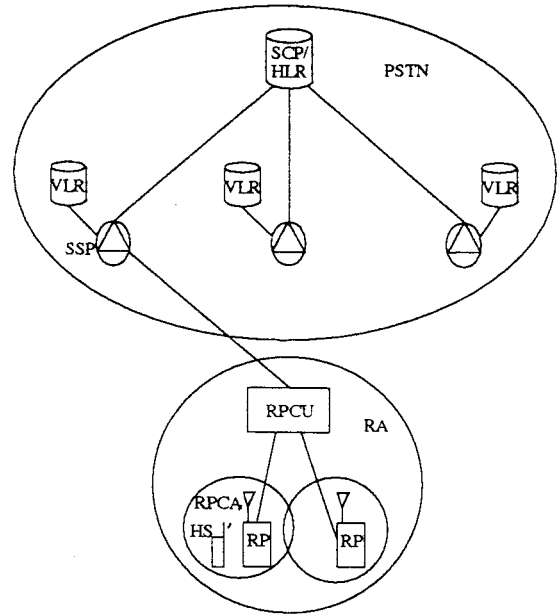 SCP/
HLR
PSTN
VLR
VLR
VLR
SSP
RPCU
RA
RPCA
HS
RP
RP